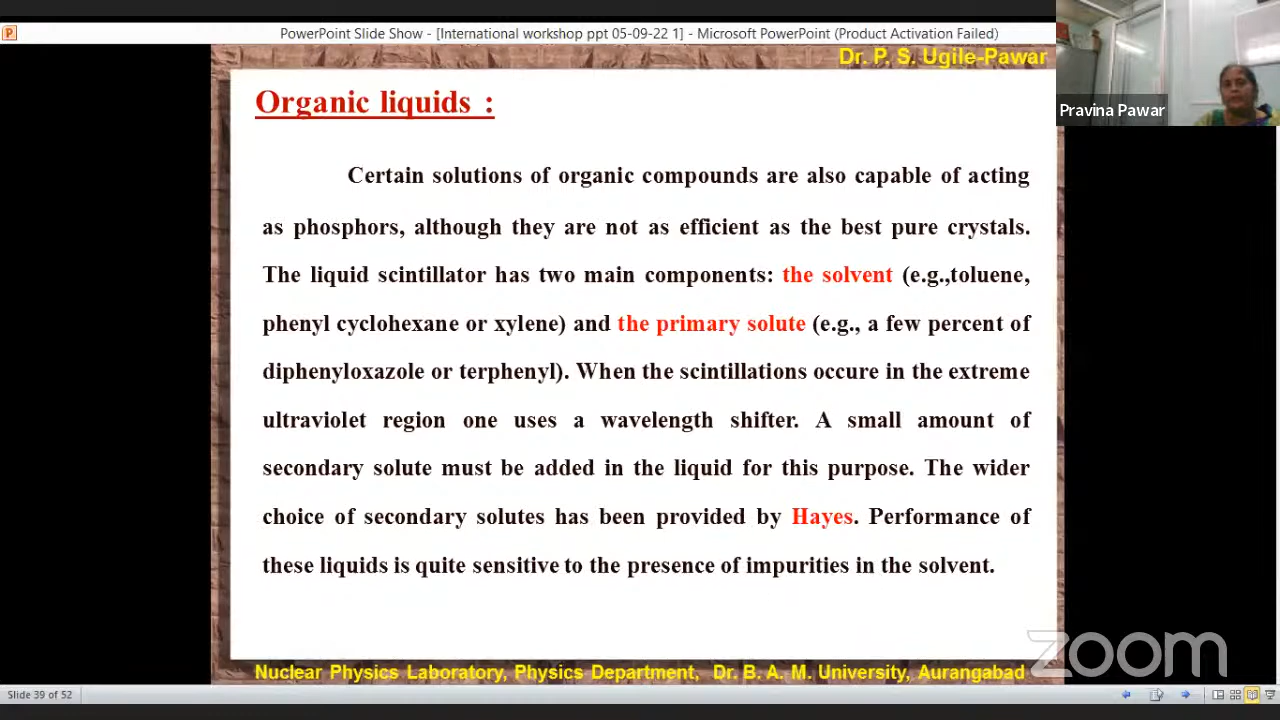 PowerPoint Slide Show - [International workshop ppt 05-09-22 1] - Microsoft PowerPoint (Product Activation Failed)
Dr. P. S. Ugile-Pawar
Pravina Pawar
Organic liquids :
Certain solutions of organic compounds are also capable of acting
as phosphors, although they are not as efficient as the best pure crystals.
The liquid scintillator has two main components: the solvent (e.g.,toluene,
phenyl cyclohexane or xylene) and the primary solute (e.g., a few percent of
diphenyloxazole or terphenyl). When the scintillations occure in the extreme
ultraviolet region one uses a wavelength shifter. A small amount of
secondary solute must be added in the liquid for this purpose. The wider
choice of secondary solutes has been provided by Hayes. Performance of
these liquids is quite sensitive to the presence of impurities in the solvent.
zoom
Nuclear Physics Laboratory, Physics Department, Dr. B. A. M. University, Aurangabad
Slide 39 of 52